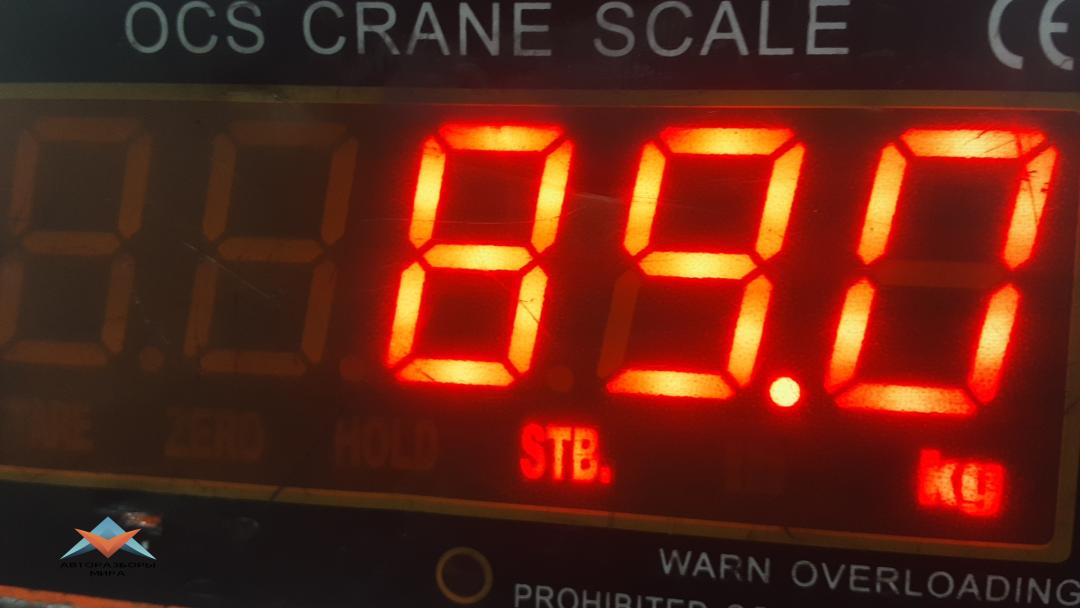 OCS CRANE SCALE CE
89.0
ZERO HOLD STB. kg
АВТОРАЗБОРЫ
МИРА
WARN OVERLOADING
PROHIBITED